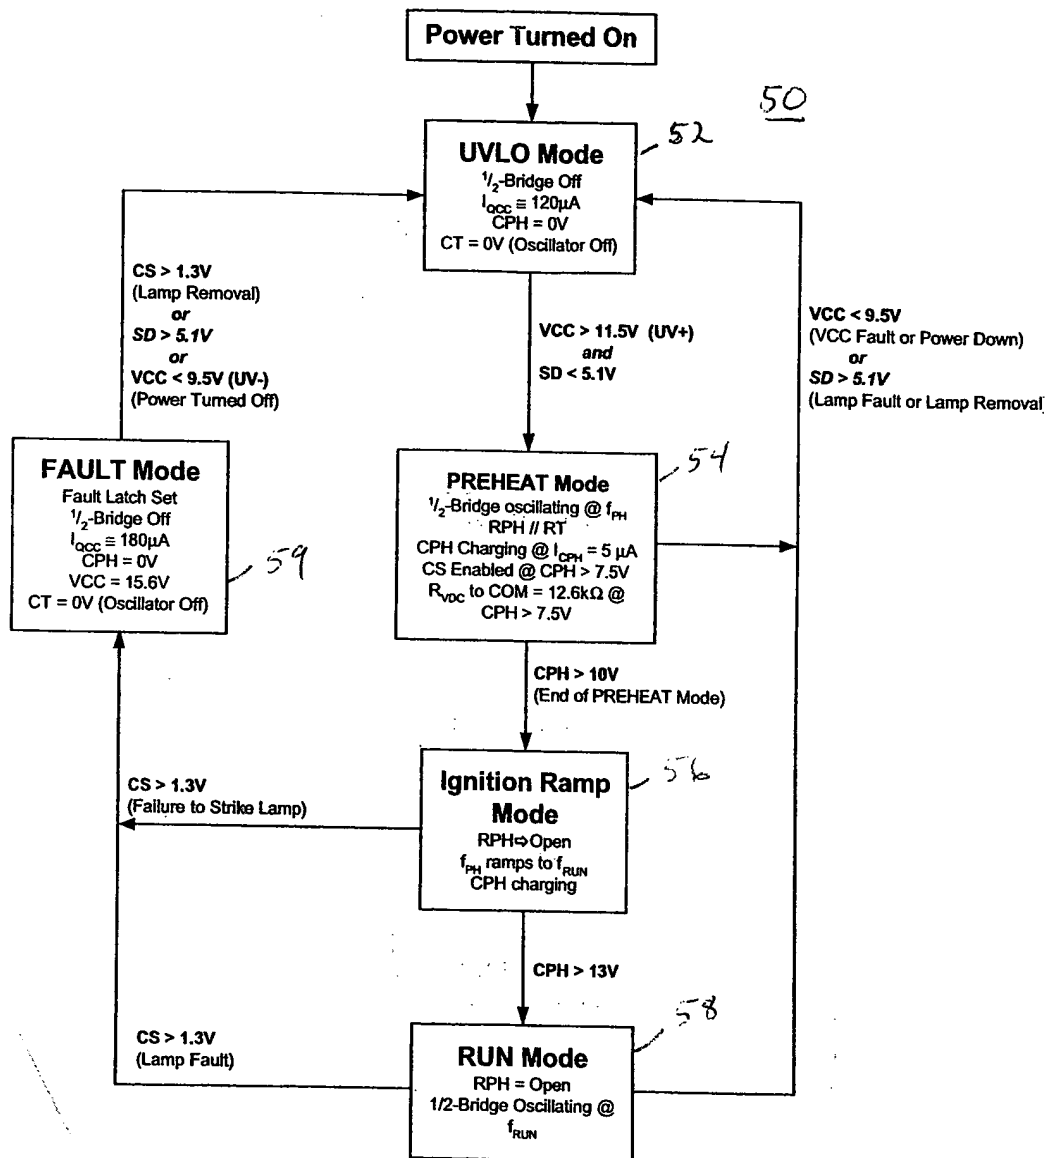 Power Turned On
50
52
UVLO Mode
1/2-Bridge Off
IQCC ≅ 120µA
CPH = 0V
CT = 0V (Oscillator Off)
CS > 1.3V
(Lamp Removal)
or
SD > 5.1V
or
VCC < 9.5V (UV-)
(Power Turned Off)
VCC > 11.5V (UV+)
and
SD < 5.1V
VCC < 9.5V
(VCC Fault or Power Down)
or
SD > 5.1V
(Lamp Fault or Lamp Removal)
FAULT Mode
Fault Latch Set
1/2-Bridge Off
IQCC ≅ 180µA
CPH = 0V
VCC = 15.6V
CT = 0V (Oscillator Off)
59
54
PREHEAT Mode
1/2-Bridge oscillating @ fPH
RPH // RT
CPH Charging @ ICPH = 5 µA
CS Enabled @ CPH > 7.5V
RVDC to COM = 12.6kΩ @
CPH > 7.5V
CPH > 10V
(End of PREHEAT Mode)
CS > 1.3V
(Failure to Strike Lamp)
56
Ignition Ramp
Mode
RPH⇨Open
fPH ramps to fRUN
CPH charging
CPH > 13V
CS > 1.3V
(Lamp Fault)
58
RUN Mode
RPH = Open
1/2-Bridge Oscillating @
fRUN